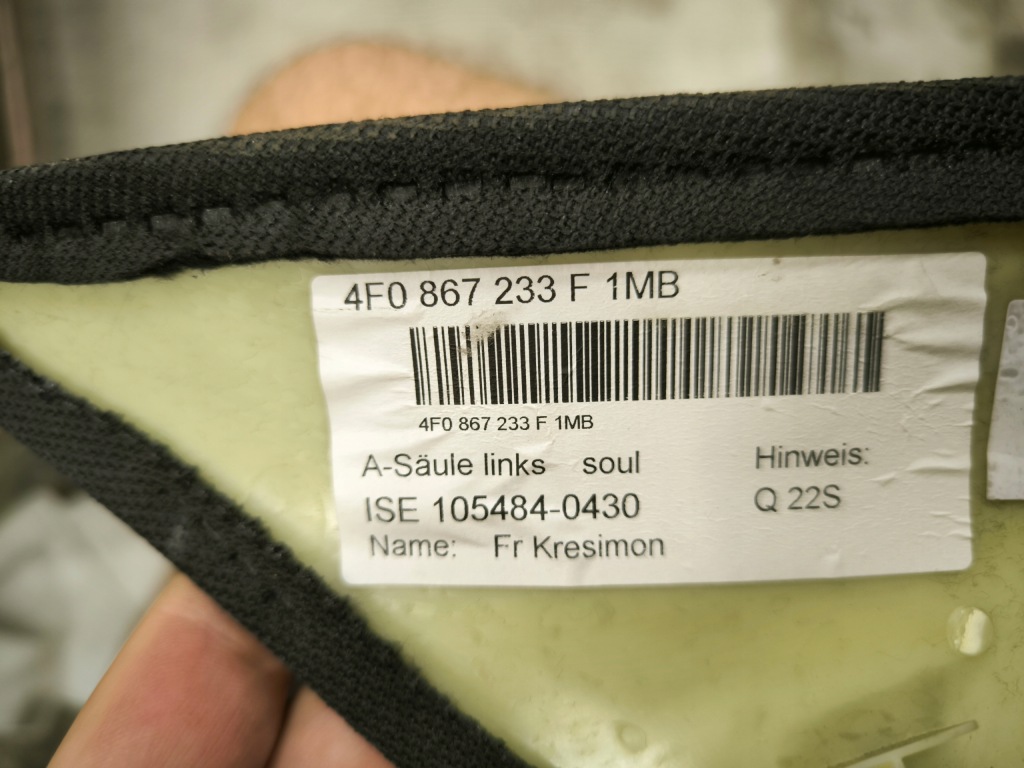 4F0 867 233 F 1MB
4F0 867 233 F 1MB
A-Säule links soul
Hinweis:
ISE 105484-0430
Q 22S
Name: Fr Kresimon